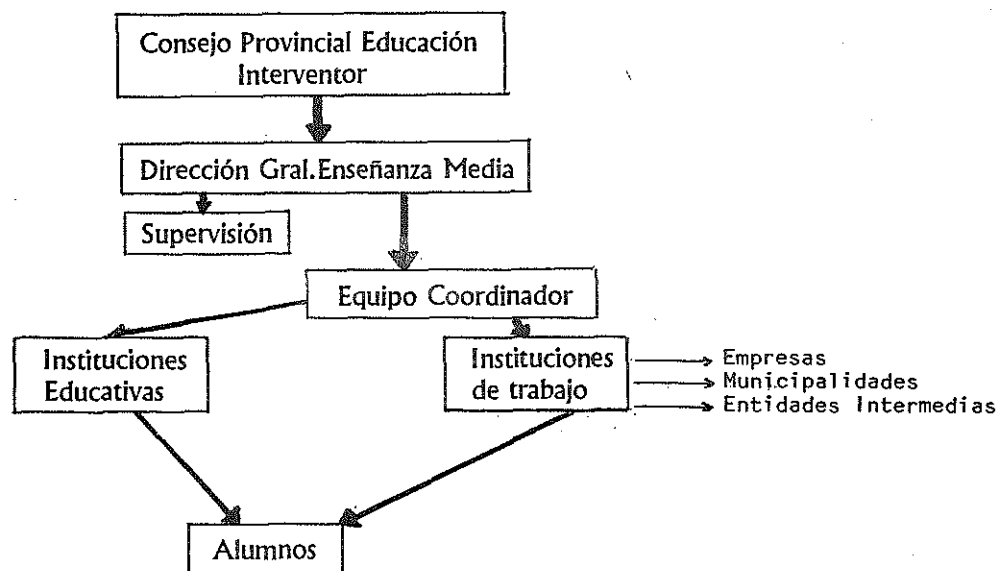 Consejo Provincial Educación
Interventor
Dirección Gral.Enseñanza Media
Supervisión
Equipo Coordinador
Instituciones
Educativas
Instituciones
de trabajo
Empresas
Municipalidades
Entidades Intermedias
Alumnos